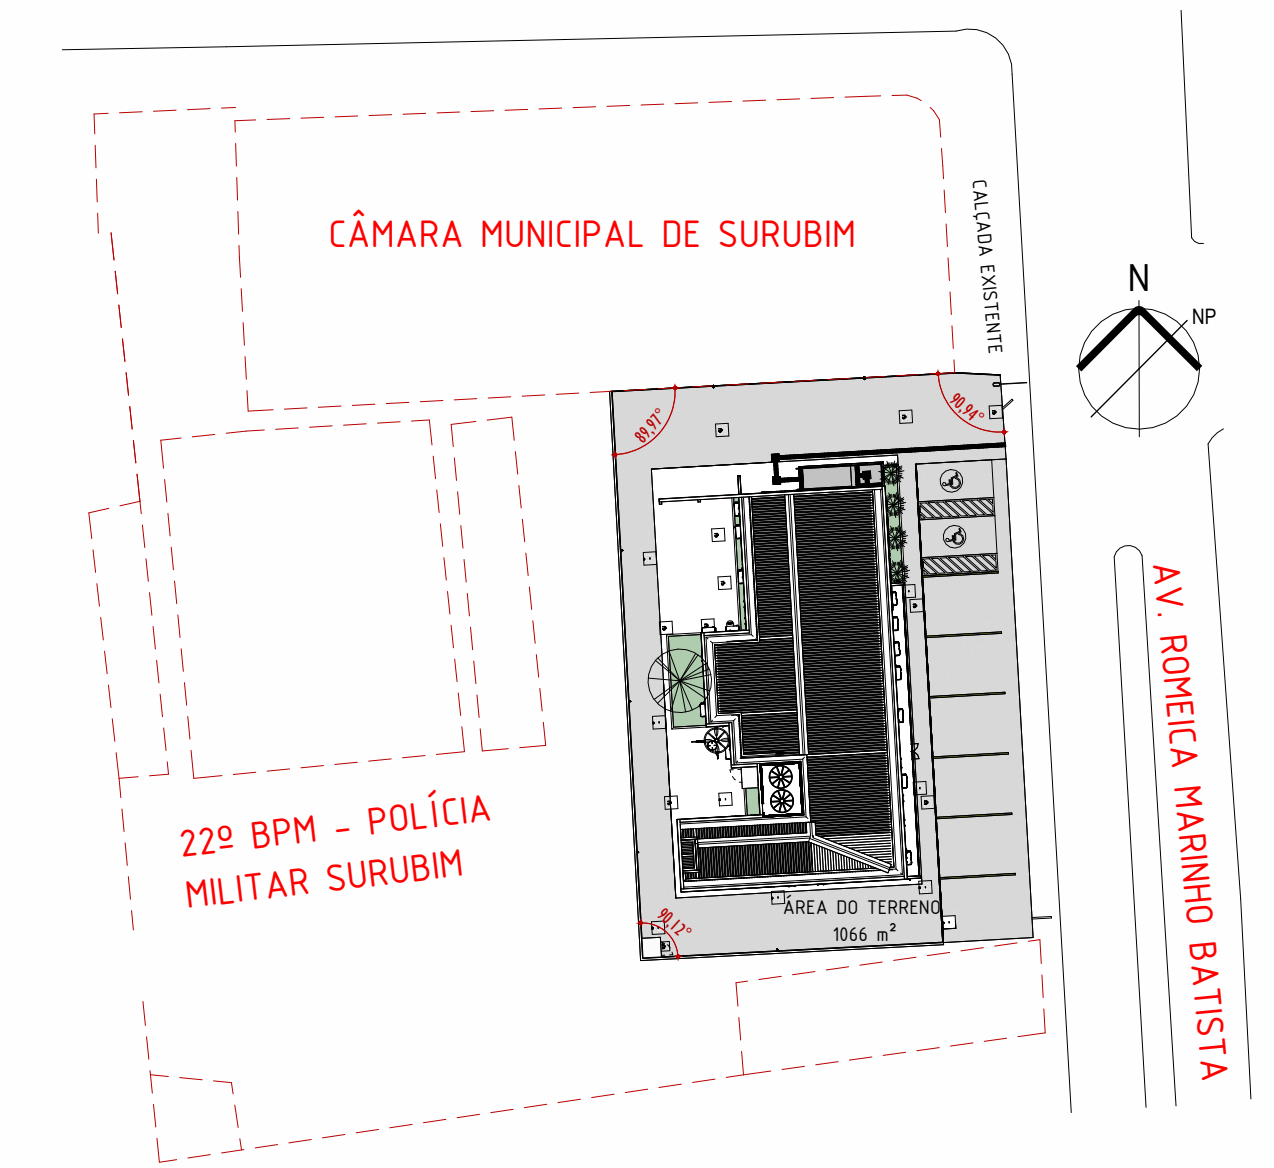 CÂMARA MUNICIPAL DE SURUBIM
CALÇADA EXISTENTE
N
NP
89,97°
90,94°
AV. ROMEICA MARINHO BATISTA
22º BPM - POLÍCIA
MILITAR SURUBIM
ÁREA DO TERRENO
1066 m²
90,12°